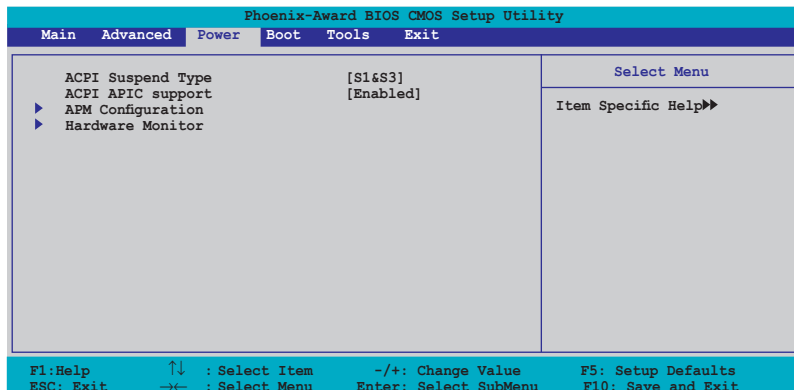 Phoenix-Award BIOS CMOS Setup Utility
Main Advanced Power Boot Tools Exit
ACPI Suspend Type [S1&S3]
ACPI APIC support [Enabled]
APM Configuration
Hardware Monitor
Select Menu
Item Specific Help
F1:Help ↑↓ : Select Item -/+: Change Value F5: Setup Defaults
ESC: Exit →← : Select Menu Enter: Select SubMenu F10: Save and Exit